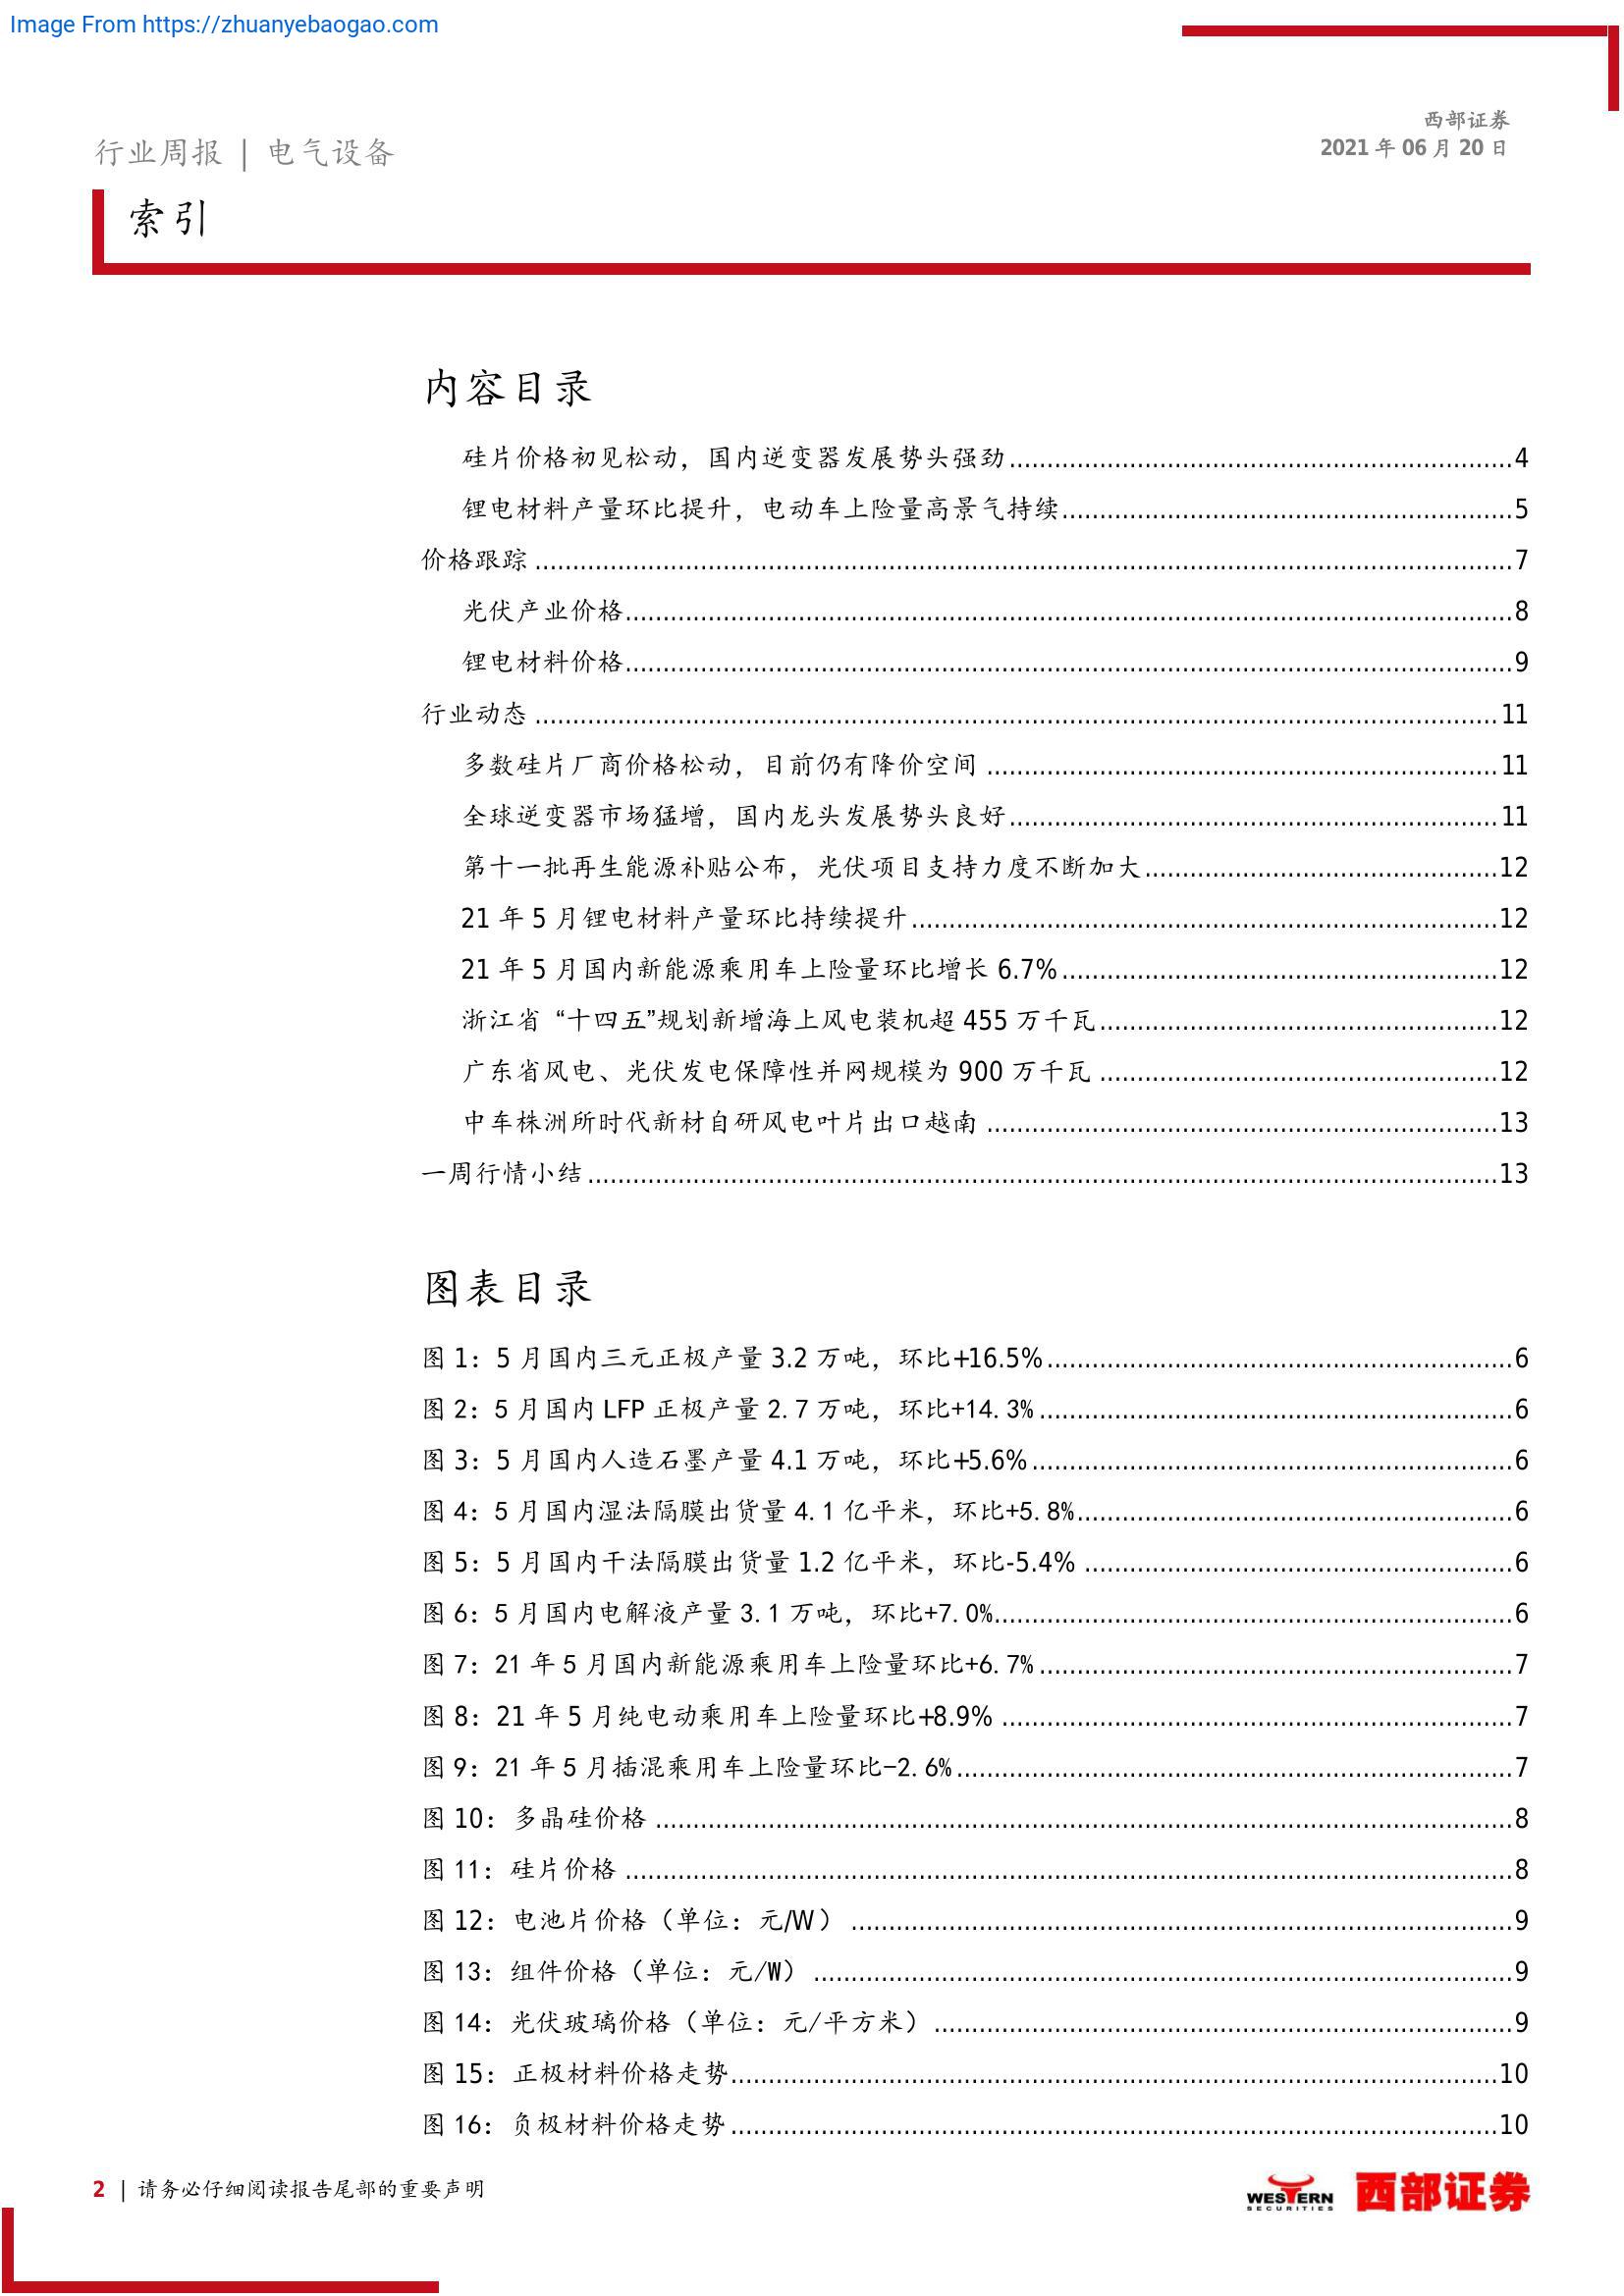 Image From https://zhuanyebaogao.com
西部证券
2021 年 06 月 20 日
行业周报 | 电气设备
索引
内容目录
硅片价格初见松动，国内逆变器发展势头强劲....................4
锂电材料产量环比提升，电动车上险量高景气持续....................5
价格跟踪....................7
光伏产业价格....................8
锂电材料价格....................9
行业动态....................11
多数硅片厂商价格松动，目前仍有降价空间....................11
全球逆变器市场猛增，国内龙头发展势头良好....................11
第十一批再生能源补贴公布，光伏项目支持力度不断加大....................12
21 年 5 月锂电材料产量环比持续提升....................12
21 年 5 月国内新能源乘用车上险量环比增长 6.7%....................12
浙江省“十四五”规划新增海上风电装机超 455 万千瓦....................12
广东省风电、光伏发电保障性并网规模为 900 万千瓦....................12
中车株洲所时代新材自研风电叶片出口越南....................13
一周行情小结....................13
图表目录
图 1：5 月国内三元正极产量 3.2 万吨，环比+16.5%....................6
图 2：5 月国内 LFP 正极产量 2.7 万吨，环比+14.3%....................6
图 3：5 月国内人造石墨产量 4.1 万吨，环比+5.6%....................6
图 4：5 月国内湿法隔膜出货量 4.1 亿平米，环比+5.8%....................6
图 5：5 月国内干法隔膜出货量 1.2 亿平米，环比-5.4%....................6
图 6：5 月国内电解液产量 3.1 万吨，环比+7.0%....................6
图 7：21 年 5 月国内新能源乘用车上险量环比+6.7%....................7
图 8：21 年 5 月纯电动乘用车上险量环比+8.9%....................7
图 9：21 年 5 月插混乘用车上险量环比-2.6%....................7
图 10：多晶硅价格....................8
图 11：硅片价格....................8
图 12：电池片价格（单位：元/W）....................9
图 13：组件价格（单位：元/W）....................9
图 14：光伏玻璃价格（单位：元/平方米）....................9
图 15：正极材料价格走势....................10
图 16：负极材料价格走势....................10
2 | 请务必仔细阅读报告尾部的重要声明
WESTERN
SECURITIES
西部证券